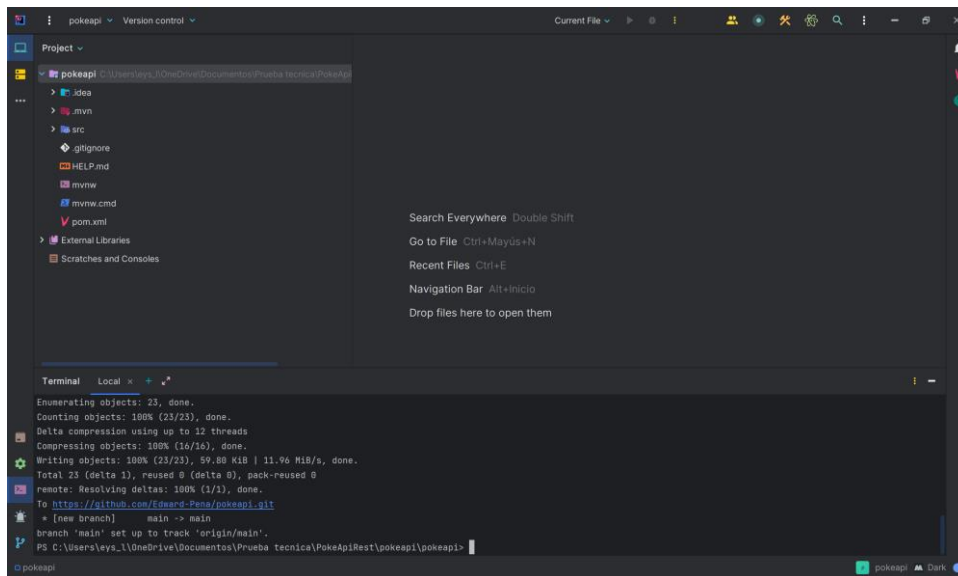 pokeapi Version control Current File
Project
pokeapi C:\Users\eys_l\OneDrive\Documentos\Prueba tecnica\PokeApi
.idea
.mvn
src
.gitignore
HELP.md
mvnw
mvnw.cmd
pom.xml
External Libraries
Scratches and Consoles
Search Everywhere Double Shift
Go to File Ctrl+Mayús+N
Recent Files Ctrl+E
Navigation Bar Alt+Inicio
Drop files here to open them
Terminal Local
Enumerating objects: 23, done.
Counting objects: 100% (23/23), done.
Delta compression using up to 12 threads
Compressing objects: 100% (16/16), done.
Writing objects: 100% (23/23), 59.80 KiB | 11.96 MiB/s, done.
Total 23 (delta 1), reused 0 (delta 0), pack-reused 0
remote: Resolving deltas: 100% (1/1), done.
To https://github.com/Edward-Pena/pokeapi.git
* [new branch] main -> main
branch 'main' set up to track 'origin/main'.
PS C:\Users\eys_l\OneDrive\Documentos\Prueba tecnica\PokeApiRest\pokeapi\pokeapi>
pokeapi pokeapi Dark